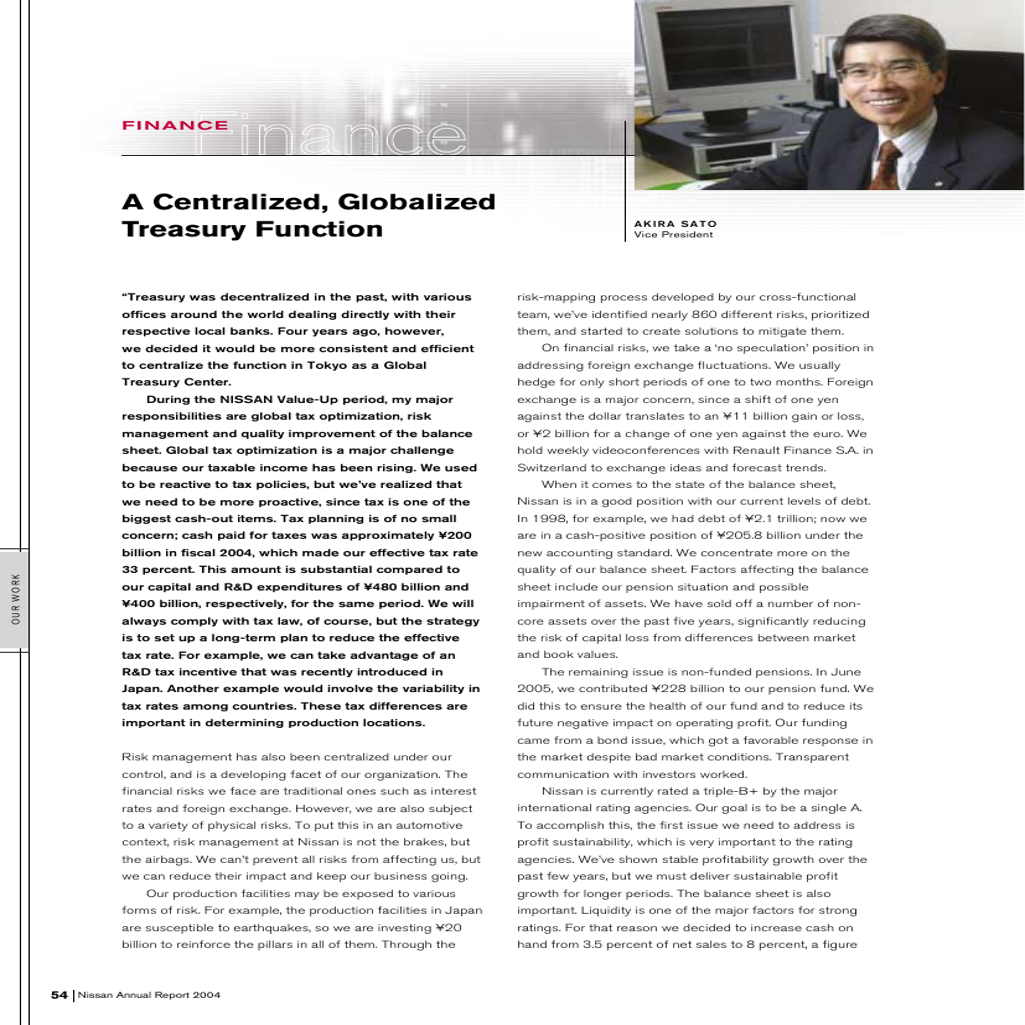 FINANCE
Finance
A Centralized, Globalized
Treasury Function
AKIRA SATO
Vice President
“Treasury was decentralized in the past, with various
offices around the world dealing directly with their
respective local banks. Four years ago, however,
we decided it would be more consistent and efficient
to centralize the function in Tokyo as a Global
Treasury Center.
During the NISSAN Value-Up period, my major
responsibilities are global tax optimization, risk
management and quality improvement of the balance
sheet. Global tax optimization is a major challenge
because our taxable income has been rising. We used
to be reactive to tax policies, but we’ve realized that
we need to be more proactive, since tax is one of the
biggest cash-out items. Tax planning is of no small
concern; cash paid for taxes was approximately ¥200
billion in fiscal 2004, which made our effective tax rate
33 percent. This amount is substantial compared to
our capital and R&D expenditures of ¥480 billion and
¥400 billion, respectively, for the same period. We will
always comply with tax law, of course, but the strategy
is to set up a long-term plan to reduce the effective
tax rate. For example, we can take advantage of an
R&D tax incentive that was recently introduced in
Japan. Another example would involve the variability in
tax rates among countries. These tax differences are
important in determining production locations.
Risk management has also been centralized under our
control, and is a developing facet of our organization. The
financial risks we face are traditional ones such as interest
rates and foreign exchange. However, we are also subject
to a variety of physical risks. To put this in an automotive
context, risk management at Nissan is not the brakes, but
the airbags. We can’t prevent all risks from affecting us, but
we can reduce their impact and keep our business going.
Our production facilities may be exposed to various
forms of risk. For example, the production facilities in Japan
are susceptible to earthquakes, so we are investing ¥20
billion to reinforce the pillars in all of them. Through the
risk-mapping process developed by our cross-functional
team, we’ve identified nearly 860 different risks, prioritized
them, and started to create solutions to mitigate them.
On financial risks, we take a ‘no speculation’ position in
addressing foreign exchange fluctuations. We usually
hedge for only short periods of one to two months. Foreign
exchange is a major concern, since a shift of one yen
against the dollar translates to an ¥11 billion gain or loss,
or ¥2 billion for a change of one yen against the euro. We
hold weekly videoconferences with Renault Finance S.A. in
Switzerland to exchange ideas and forecast trends.
When it comes to the state of the balance sheet,
Nissan is in a good position with our current levels of debt.
In 1998, for example, we had debt of ¥2.1 trillion; now we
are in a cash-positive position of ¥205.8 billion under the
new accounting standard. We concentrate more on the
quality of our balance sheet. Factors affecting the balance
sheet include our pension situation and possible
impairment of assets. We have sold off a number of non-
core assets over the past five years, significantly reducing
the risk of capital loss from differences between market
and book values.
The remaining issue is non-funded pensions. In June
2005, we contributed ¥228 billion to our pension fund. We
did this to ensure the health of our fund and to reduce its
future negative impact on operating profit. Our funding
came from a bond issue, which got a favorable response in
the market despite bad market conditions. Transparent
communication with investors worked.
Nissan is currently rated a triple-B+ by the major
international rating agencies. Our goal is to be a single A.
To accomplish this, the first issue we need to address is
profit sustainability, which is very important to the rating
agencies. We’ve shown stable profitability growth over the
past few years, but we must deliver sustainable profit
growth for longer periods. The balance sheet is also
important. Liquidity is one of the major factors for strong
ratings. For that reason we decided to increase cash on
hand from 3.5 percent of net sales to 8 percent, a figure
OUR WORK
54 Nissan Annual Report 2004